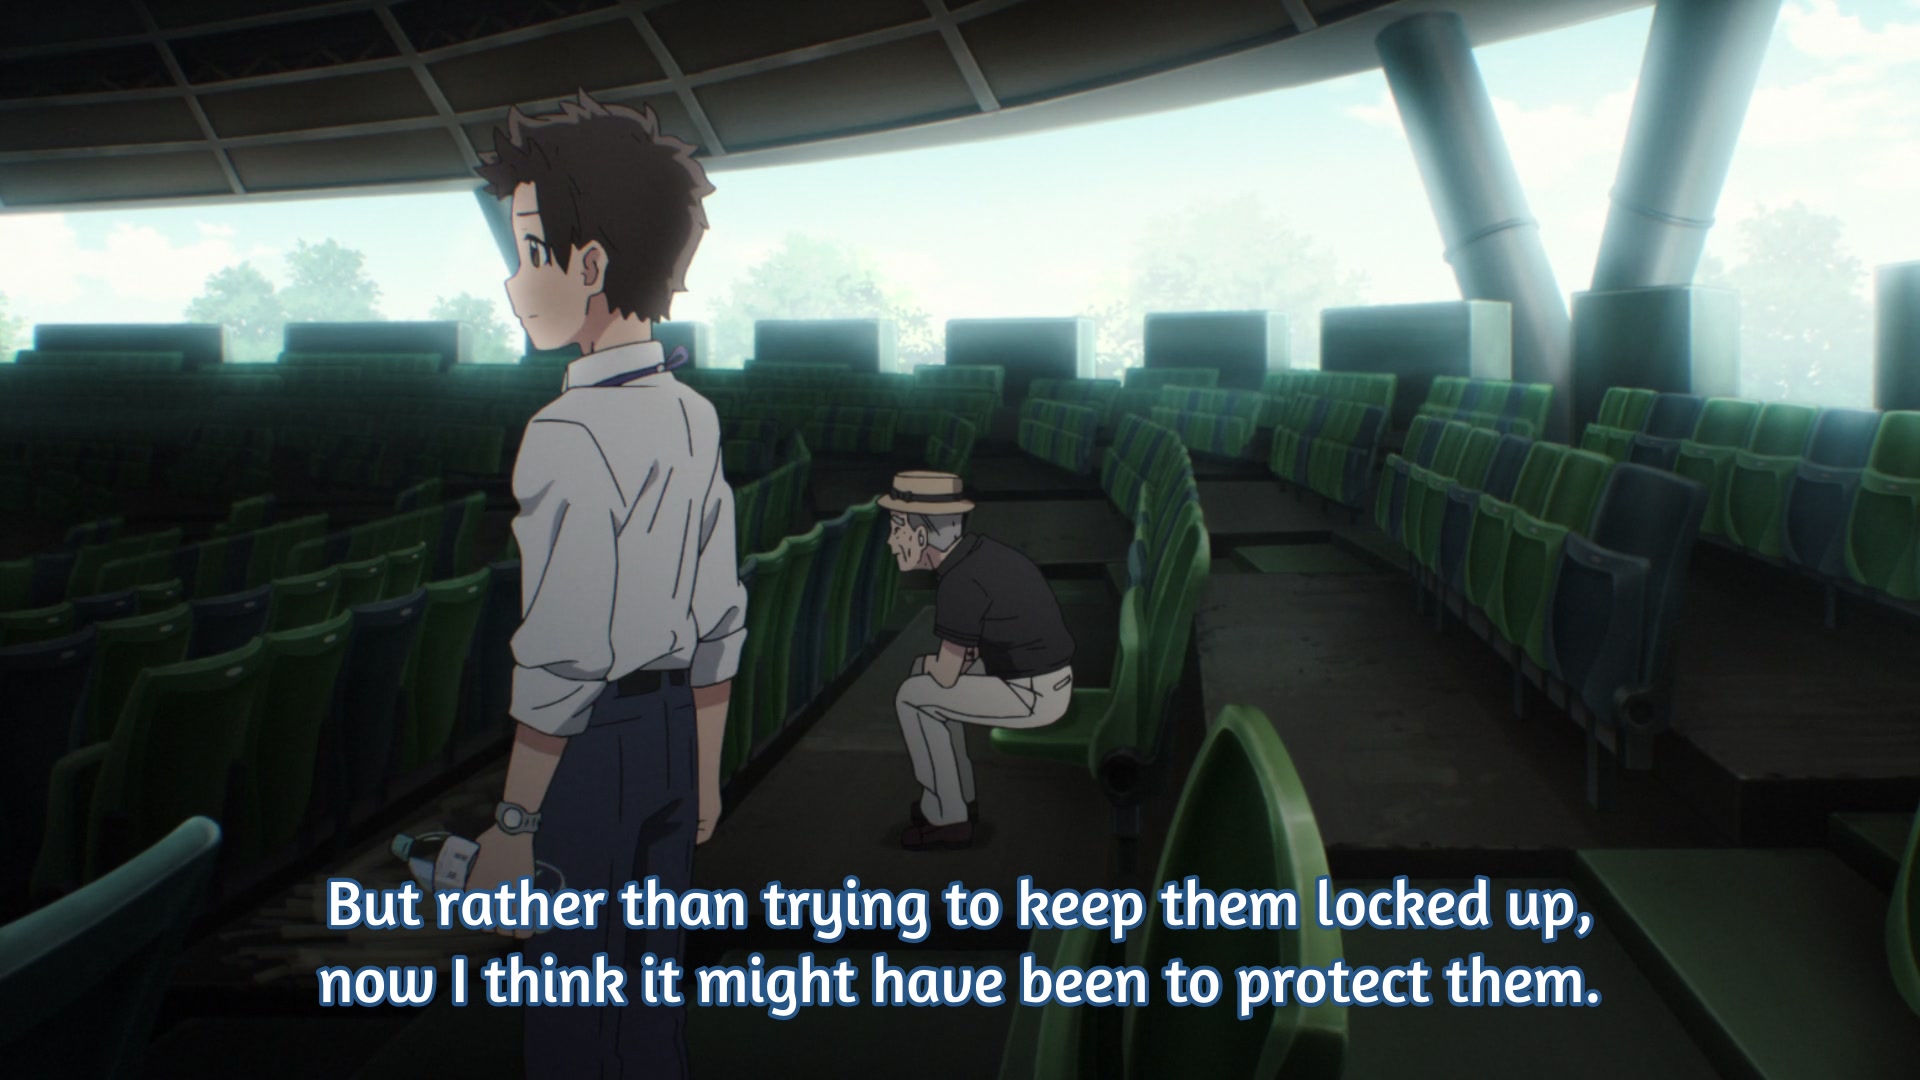 But rather than trying to keep them locked up,
now I think it might have been to protect them.